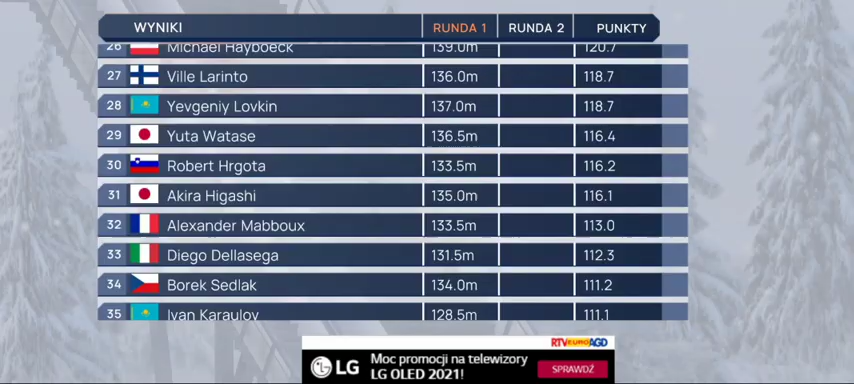 WYNIKI RUNDA 1 RUNDA 2 PUNKTY
26 Michael Hayboeck 139.0m 120.7
27 Ville Larinto 136.0m 118.7
28 Yevgeniy Lovkin 137.0m 118.7
29 Yuta Watase 136.5m 116.4
30 Robert Hrgota 133.5m 116.2
31 Akira Higashi 135.0m 116.1
32 Alexander Mabboux 133.5m 113.0
33 Diego Dellasega 131.5m 112.3
34 Borek Sedlak 134.0m 111.2
35 Ivan Karaulov 128.5m 111.1
RTV EURO AGD
LG Moc promocji na telewizory
LG OLED 2021!
SPRAWDŹ